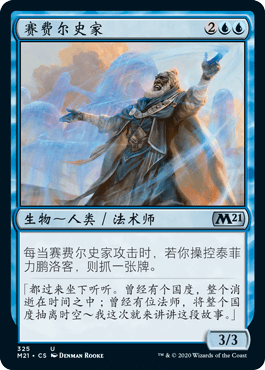 赛费尔史家 2
生物～人类/法术师 M21
每当赛费尔史家攻击时，若你操控泰菲
力鹏洛客，则抓一张牌。
「都过来坐下听听。曾经有个国度，整个消
逝在时间之中；曾经有位法师，将整个国
度抽离时空～我这次就来讲讲这段故事。」
3/3
325 U
M21 • CS DENMAN ROOKE
™ & © 2020 Wizards of the Coast